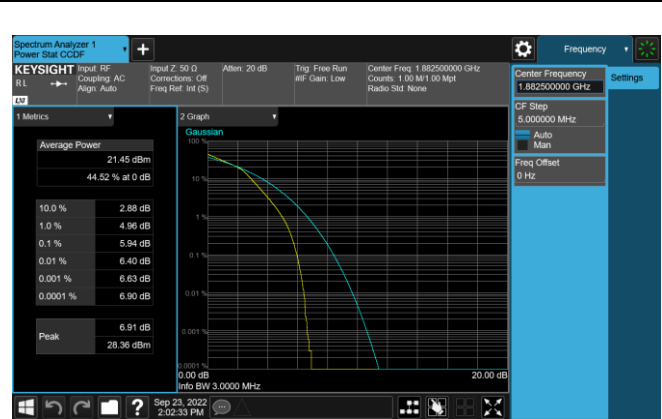 Spectrum Analyzer 1
Power Stat CCDF
Frequency
KEYSIGHT
Input: RF
Coupling: AC
Align: Auto
RL
LXI
Input Z: 50 Ω
Corrections: Off
Freq Ref: Int (S)
Atten: 20 dB
Trig: Free Run
#IF Gain: Low
Center Freq: 1.882500000 GHz
Counts: 1.00 M/1.00 Mpt
Radio Std: None
Center Frequency
1.882500000 GHz
Settings
CF Step
5.000000 MHz
Auto
Man
Freq Offset
0 Hz
1 Metrics
Average Power
21.45 dBm
44.52 % at 0 dB
10.0 % 2.88 dB
1.0 % 4.96 dB
0.1 % 5.94 dB
0.01 % 6.40 dB
0.001 % 6.63 dB
0.0001 % 6.90 dB
Peak
6.91 dB
28.36 dBm
2 Graph
Gaussian
100 %
10 %
1 %
0.1 %
0.01 %
0.001 %
0.0001 %
0.00 dB
20.00 dB
Info BW 3.0000 MHz
Sep 23, 2022
2:02:33 PM